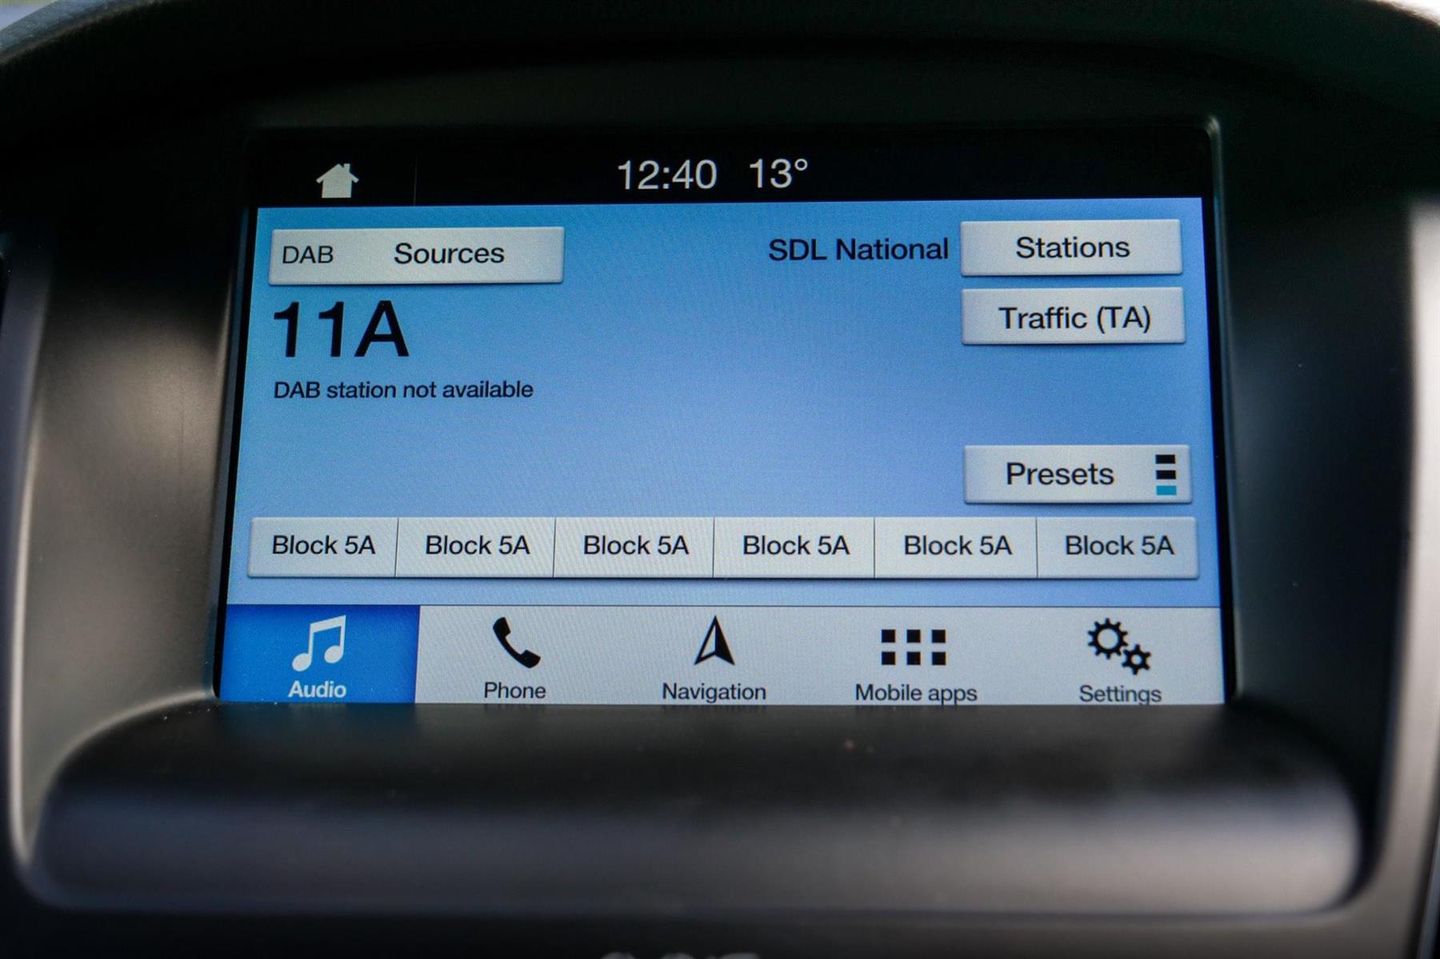 12:40 13°
DAB Sources
SDL National
Stations
11A
Traffic (TA)
DAB station not available
Presets
Block 5A Block 5A Block 5A Block 5A Block 5A Block 5A
Audio Phone Navigation Mobile apps Settings